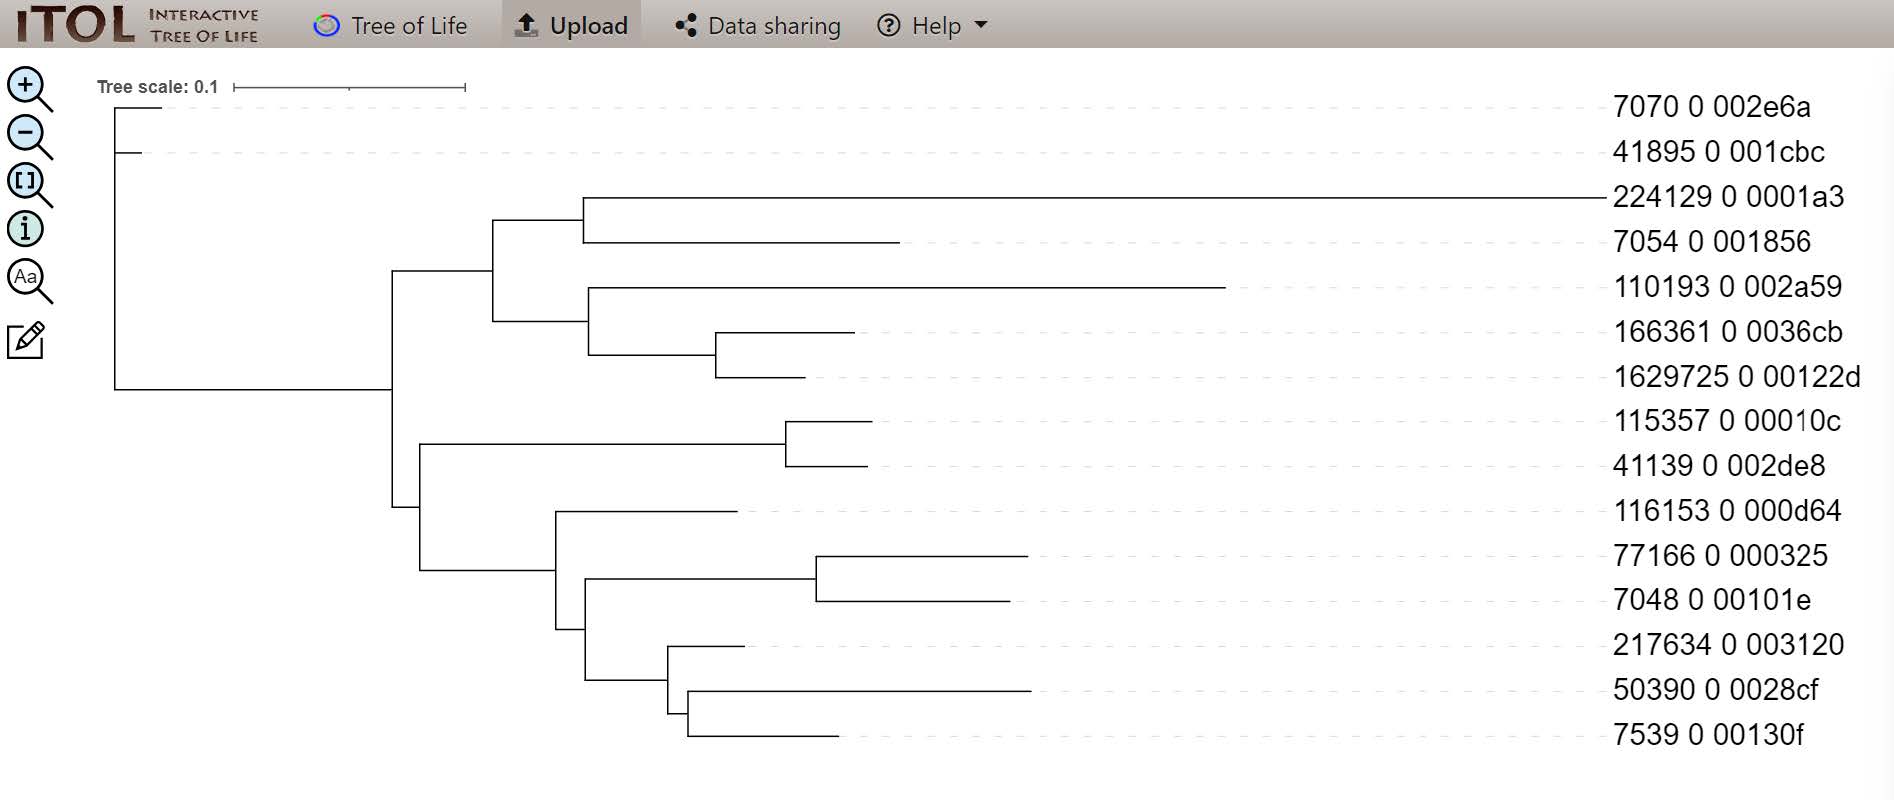 iTOL INTERACTIVE TREE OF LIFE Tree of Life Upload Data sharing Help
Tree scale: 0.1
7070 0 002e6a
41895 0 001cbc
224129 0 0001a3
7054 0 001856
110193 0 002a59
166361 0 0036cb
1629725 0 00122d
115357 0 00010c
41139 0 002de8
116153 0 000d64
77166 0 000325
7048 0 00101e
217634 0 003120
50390 0 0028cf
7539 0 00130f
Aa